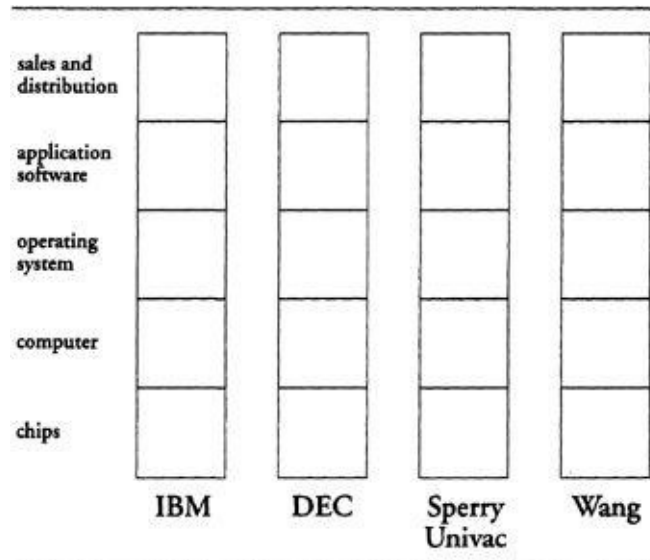 sales and
distribution
application
software
operating
system
computer
chips
IBM DEC Sperry Wang
Univac